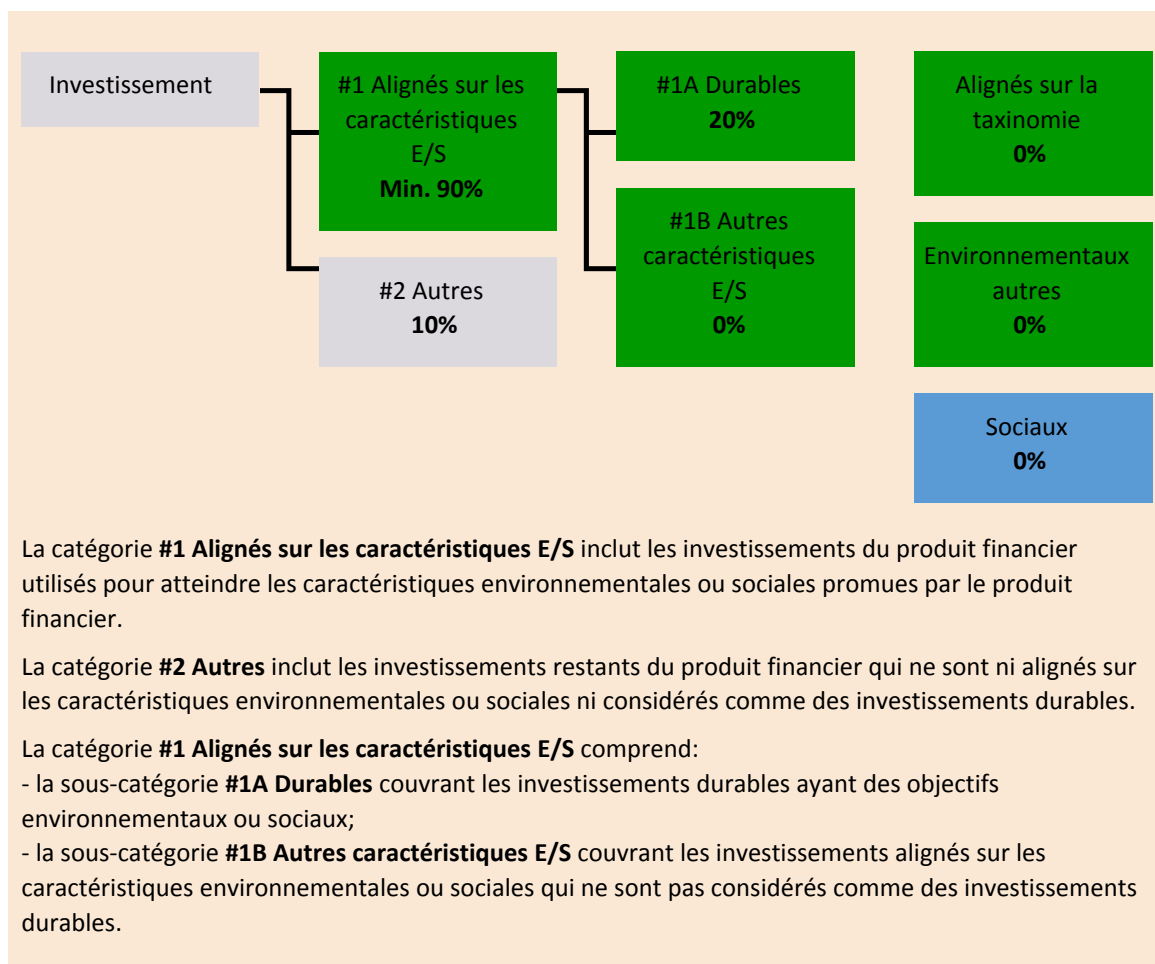 Investissement
#1 Alignés sur les
caractéristiques
E/S
Min. 90%
#2 Autres
10%
#1A Durables
20%
#1B Autres
caractéristiques
E/S
0%
Alignés sur la
taxinomie
0%
Environnementaux
autres
0%
Sociaux
0%
La catégorie #1 Alignés sur les caractéristiques E/S inclut les investissements du produit financier
utilisés pour atteindre les caractéristiques environnementales ou sociales promues par le produit
financier.
La catégorie #2 Autres inclut les investissements restants du produit financier qui ne sont ni alignés sur
les caractéristiques environnementales ou sociales ni considérés comme des investissements durables.
La catégorie #1 Alignés sur les caractéristiques E/S comprend:
- la sous-catégorie #1A Durables couvrant les investissements durables ayant des objectifs
environnementaux ou sociaux;
- la sous-catégorie #1B Autres caractéristiques E/S couvrant les investissements alignés sur les
caractéristiques environnementales ou sociales qui ne sont pas considérés comme des investissements
durables.